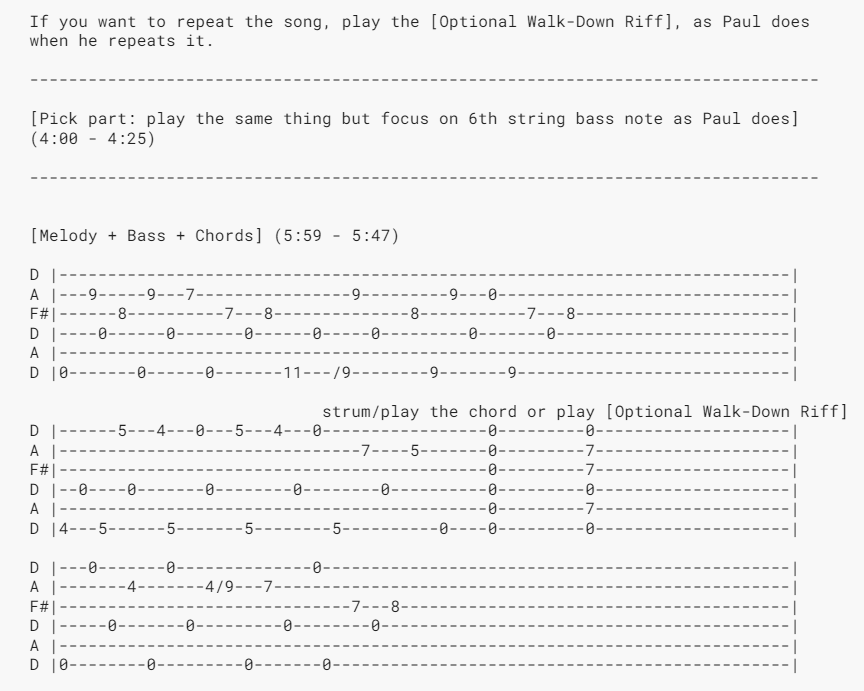 If you want to repeat the song, play the [Optional Walk-Down Riff], as Paul does
when he repeats it.
---------------------------------------------------------------------------------
[Pick part: play the same thing but focus on 6th string bass note as Paul does]
(4:00 - 4:25)
---------------------------------------------------------------------------------
[Melody + Bass + Chords] (5:59 - 5:47)
D |---------------------------------------------------------------------------|
A |---9-----9---7----------------9---------9---0------------------------------|
F#|------8----------7---8--------------8-----------7---8----------------------|
D |----0------0-------0------0-----0---------0-------0------------------------|
A |---------------------------------------------------------------------------|
D |0-------0------0-------11---/9--------9-------9----------------------------|
strum/play the chord or play [Optional Walk-Down Riff]
D |------5---4---0---5---4---0-----------------0---------0--------------------|
A |-------------------------------7----5-------0---------7--------------------|
F#|--------------------------------------------0---------7--------------------|
D |--0----0-------0--------0--------0----------0---------0--------------------|
A |--------------------------------------------0---------7--------------------|
D |4---5------5-------5--------5----------0----0---------0--------------------|
D |---0-------0--------------0------------------------------------------------|
A |-------4-------4/9---7-----------------------------------------------------|
F#|------------------------------7---8----------------------------------------|
D |-----0-------0---------0--------0------------------------------------------|
A |---------------------------------------------------------------------------|
D |0--------0---------0-------0-----------------------------------------------|